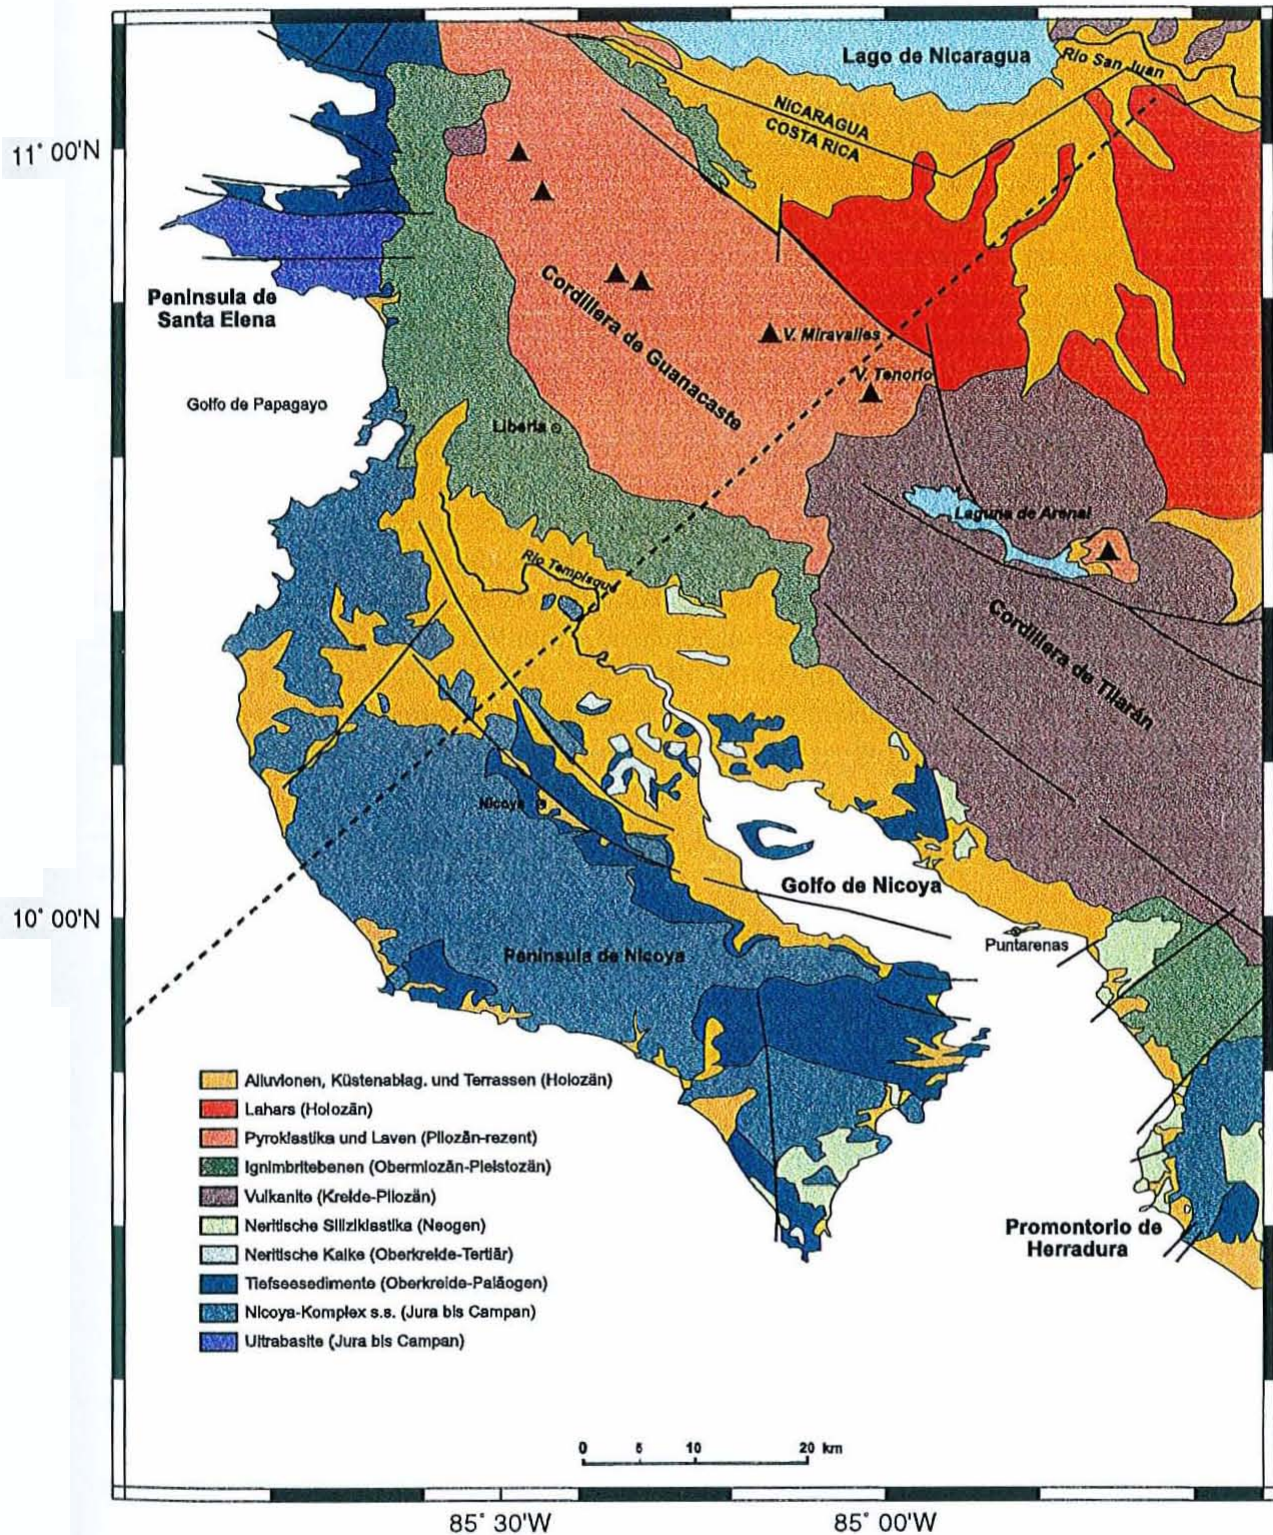 Lago de Nicaragua
Río San Juan
NICARAGUA
COSTA RICA
11° 00'N
Peninsula de
Santa Elena
Cordillera de Guanacaste
V. Miravalles
V. Tenorio
Golfo de Papagayo
Liberia
Laguna de Arenal
Río Tempisque
Cordillera de Tilarán
Nicoya
Golfo de Nicoya
10° 00'N
Puntarenas
Peninsula de Nicoya
Alluvionen, Küstenablag. und Terrassen (Holozän)
Lahars (Holozän)
Pyroklastika und Laven (Pliozän-rezent)
Ignimbritebenen (Obermiozän-Pleistozän)
Vulkanite (Kreide-Pliozän)
Neritische Siliziklastika (Neogen)
Neritische Kalke (Oberkreide-Tertiär)
Tiefseesedimente (Oberkreide-Paläogen)
Nicoya-Komplex s.s. (Jura bis Campan)
Ultrabasite (Jura bis Campan)
Promontorio de
Herradura
0 5 10 20 km
85° 30'W 85° 00'W